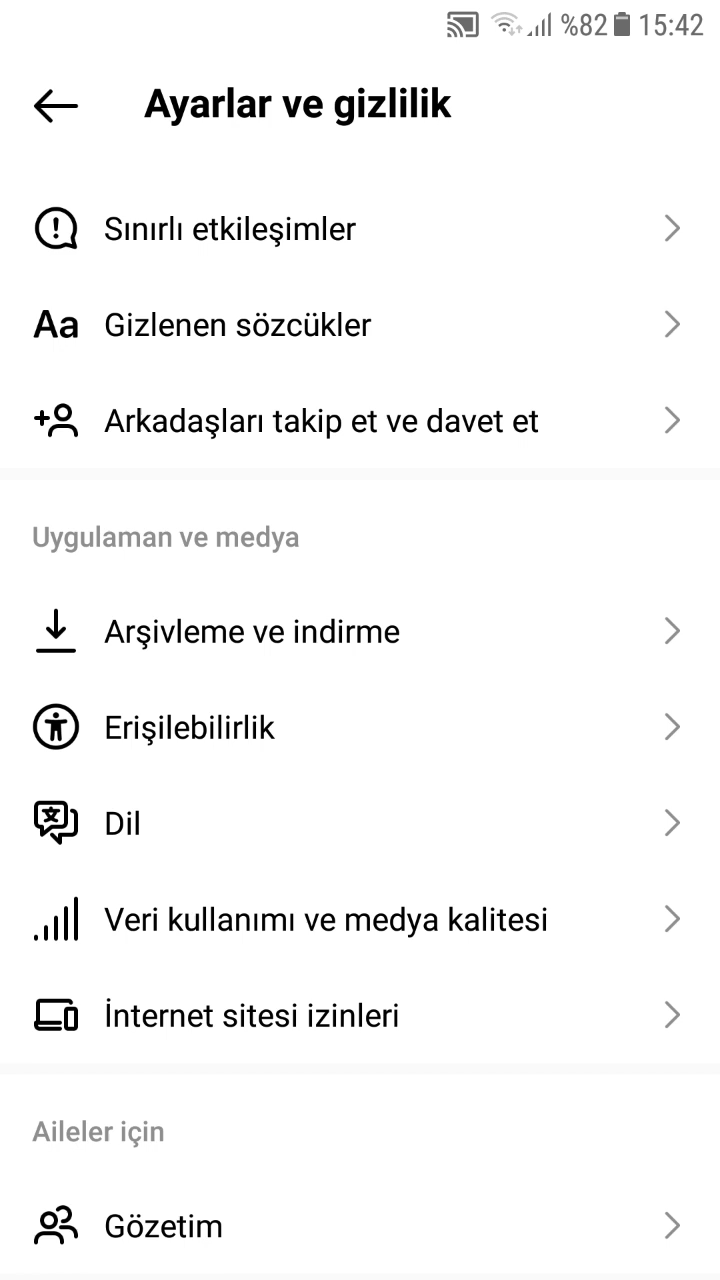 %82 15:42
Ayarlar ve gizlilik
Sınırlı etkileşimler
Aa Gizlenen sözcükler
Arkadaşları takip et ve davet et
Uygulaman ve medya
Arşivleme ve indirme
Erişilebilirlik
Dil
Veri kullanımı ve medya kalitesi
İnternet sitesi izinleri
Aileler için
Gözetim